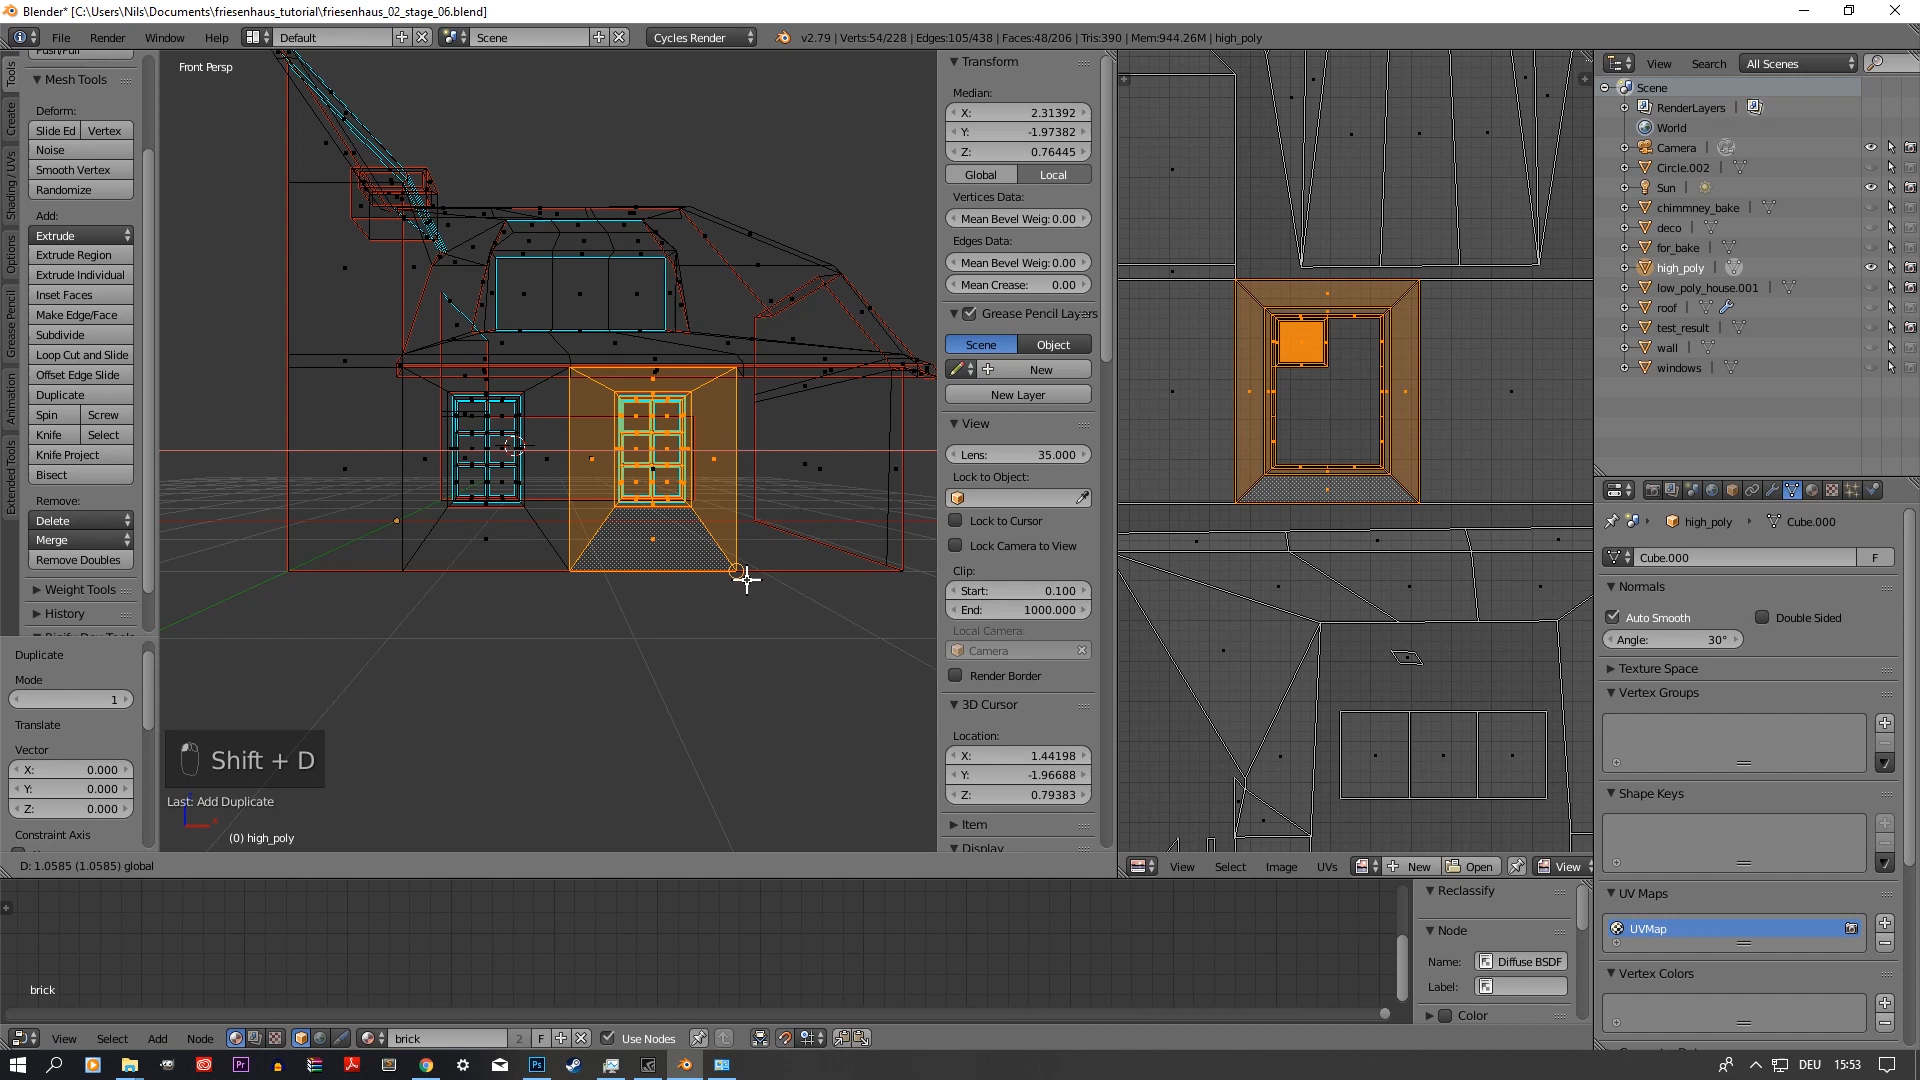 Blender* [C:\Users\Nils\Documents\friesenhaus_tutorial\friesenhaus_02_stage_06.blend]
File Render Window Help Default Scene Cycles Render v2.79 | Verts:54/228 | Edges:105/438 | Faces:48/206 | Tris:390 | Mem:944.26M | high_poly
Tools
Create
Shading / UVs
Options
Grease Pencil
Animation
Extended Tools
Push/Pull
Mesh Tools
Deform:
Slide Ed Vertex
Noise
Smooth Vertex
Randomize
Add:
Extrude
Extrude Region
Extrude Individual
Inset Faces
Make Edge/Face
Subdivide
Loop Cut and Slide
Offset Edge Slide
Duplicate
Spin Screw
Knife Select
Knife Project
Bisect
Remove:
Delete
Merge
Remove Doubles
Weight Tools
History
Duplicate
Mode
1
Translate
Vector
X: 0.000
Y: 0.000
Z: 0.000
Constraint Axis
Front Persp
Shift + D
Last: Add Duplicate
(0) high_poly
D: 1.0585 (1.0585) global
Transform
Median:
X: 2.31392
Y: -1.97382
Z: 0.76445
Global Local
Vertices Data:
Mean Bevel Weig: 0.00
Edges Data:
Mean Bevel Weig: 0.00
Mean Crease: 0.00
Grease Pencil Layers
Scene Object
New
New Layer
View
Lens: 35.000
Lock to Object:
Lock to Cursor
Lock Camera to View
Clip:
Start: 0.100
End: 1000.000
Local Camera:
Camera
Render Border
3D Cursor
Location:
X: 1.44198
Y: -1.96688
Z: 0.79383
Item
Display
View Select Image UVs New Open View
View Search All Scenes
Scene
RenderLayers
World
Camera
Circle.002
Sun
chimmney_bake
deco
for_bake
high_poly
low_poly_house.001
roof
test_result
wall
windows
high_poly Cube.000
Cube.000 F
Normals
Auto Smooth Double Sided
Angle: 30°
Texture Space
Vertex Groups
Shape Keys
UV Maps
UVMap
Vertex Colors
brick
Reclassify
Node
Name: Diffuse BSDF
Label:
Color
View Select Add Node brick 2 F Use Nodes
DEU 15:53